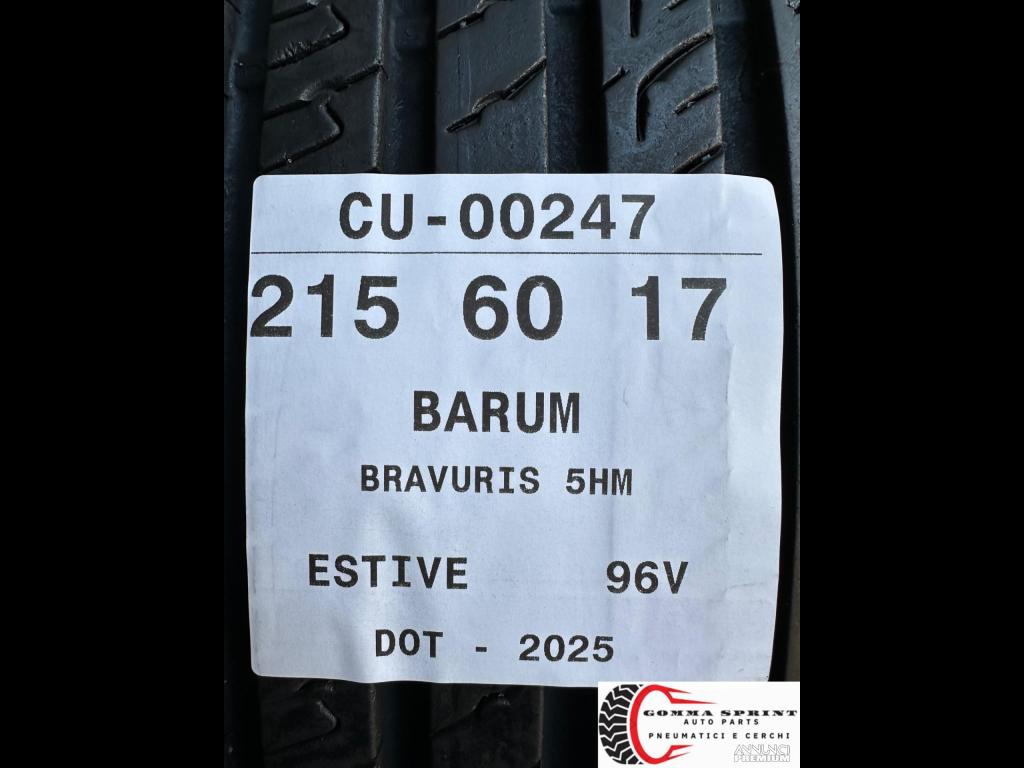 CU-00247
215 60 17
BARUM
BRAVURIS 5HM
ESTIVE 96V
DOT - 2025
GOMMA SPRINT
AUTO PARTS
PNEUMATICI E CERCHI
ANNUNCI
PREMIUM